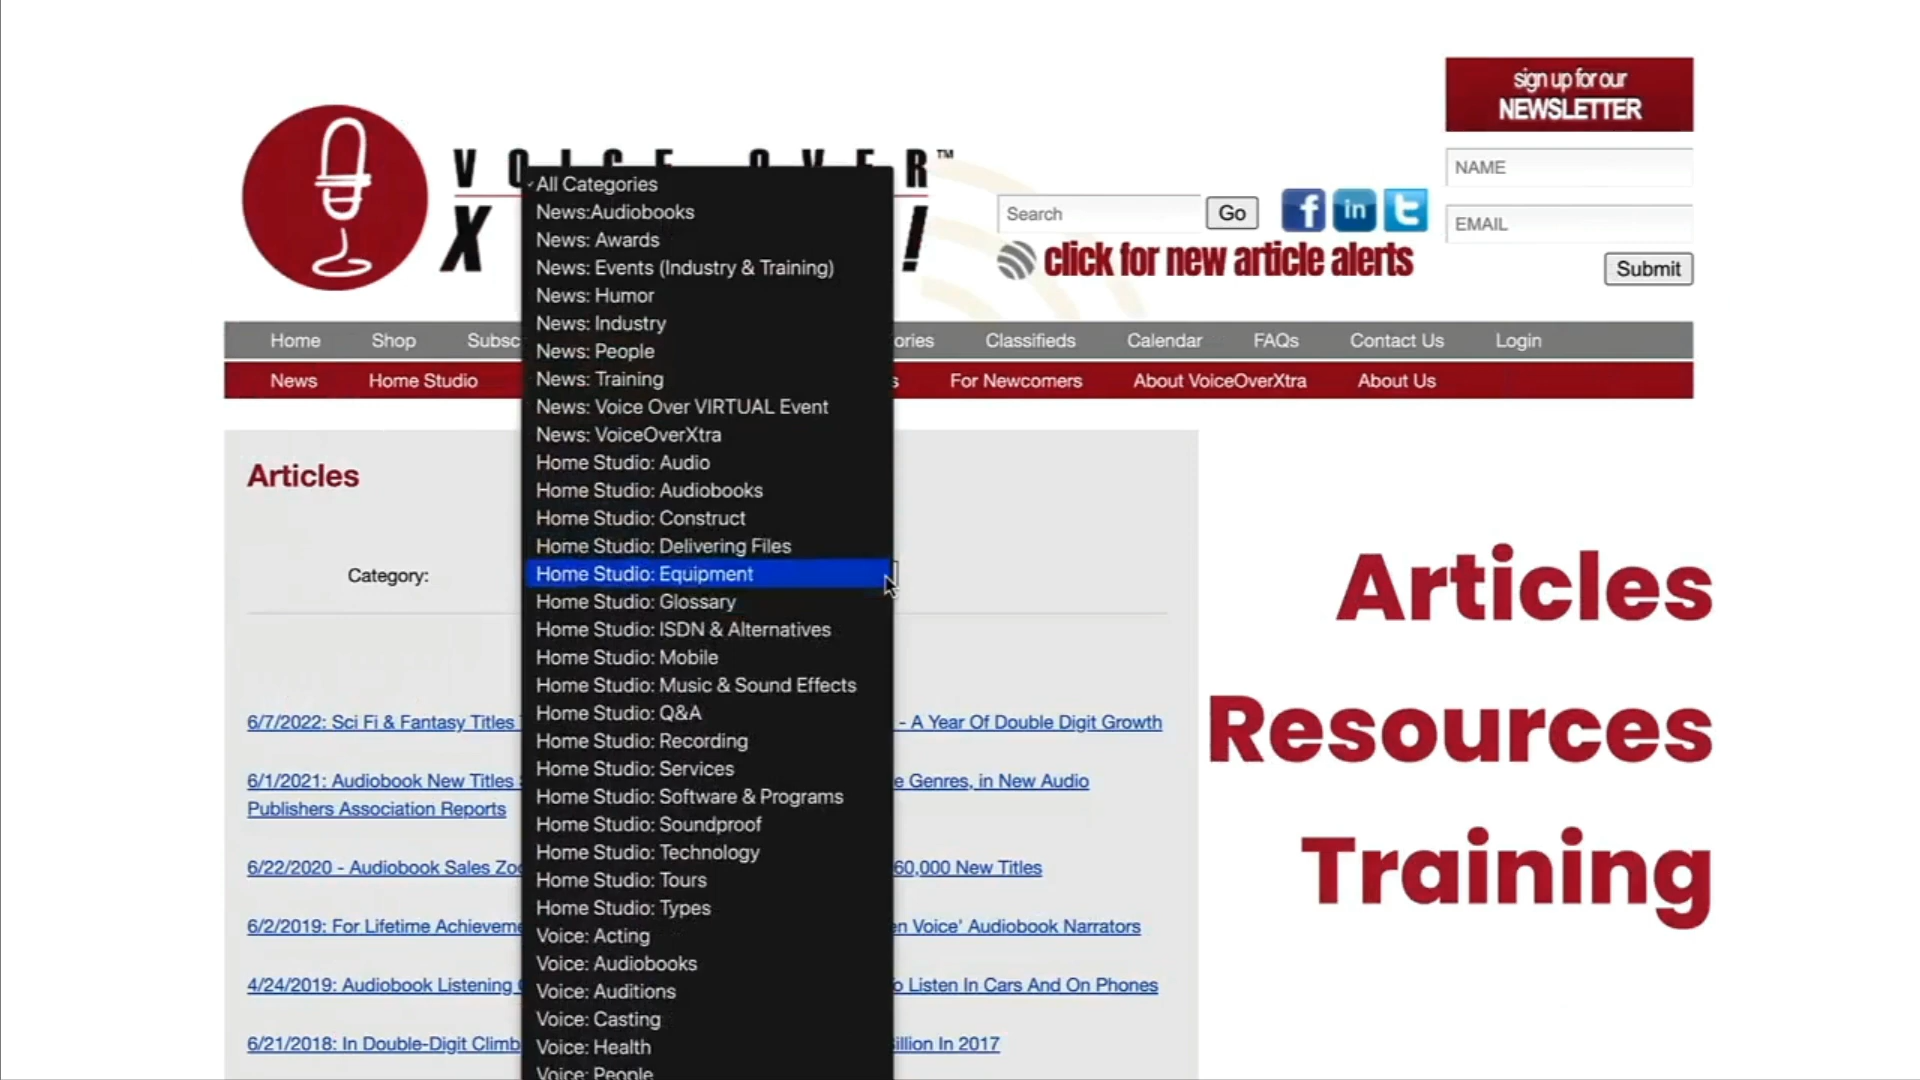 sign up for our
NEWSLETTER
NAME
EMAIL
Submit
VOICE OVER™
X !
Search
Go
click for new article alerts
Home Shop Subsc ories Classifieds Calendar FAQs Contact Us Login
News Home Studio s For Newcomers About VoiceOverXtra About Us
Articles
Category:
All Categories
News:Audiobooks
News: Awards
News: Events (Industry & Training)
News: Humor
News: Industry
News: People
News: Training
News: Voice Over VIRTUAL Event
News: VoiceOverXtra
Home Studio: Audio
Home Studio: Audiobooks
Home Studio: Construct
Home Studio: Delivering Files
Home Studio: Equipment
Home Studio: Glossary
Home Studio: ISDN & Alternatives
Home Studio: Mobile
Home Studio: Music & Sound Effects
Home Studio: Q&A
Home Studio: Recording
Home Studio: Services
Home Studio: Software & Programs
Home Studio: Soundproof
Home Studio: Technology
Home Studio: Tours
Home Studio: Types
Voice: Acting
Voice: Audiobooks
Voice: Auditions
Voice: Casting
Voice: Health
Voice: People
6/7/2022: Sci Fi & Fantasy Titles - A Year Of Double Digit Growth
6/1/2021: Audiobook New Titles e Genres, in New Audio
Publishers Association Reports
6/22/2020 - Audiobook Sales Zo 60,000 New Titles
6/2/2019: For Lifetime Achieveme en Voice' Audiobook Narrators
4/24/2019: Audiobook Listening o Listen In Cars And On Phones
6/21/2018: In Double-Digit Climb illion In 2017
Articles
Resources
Training